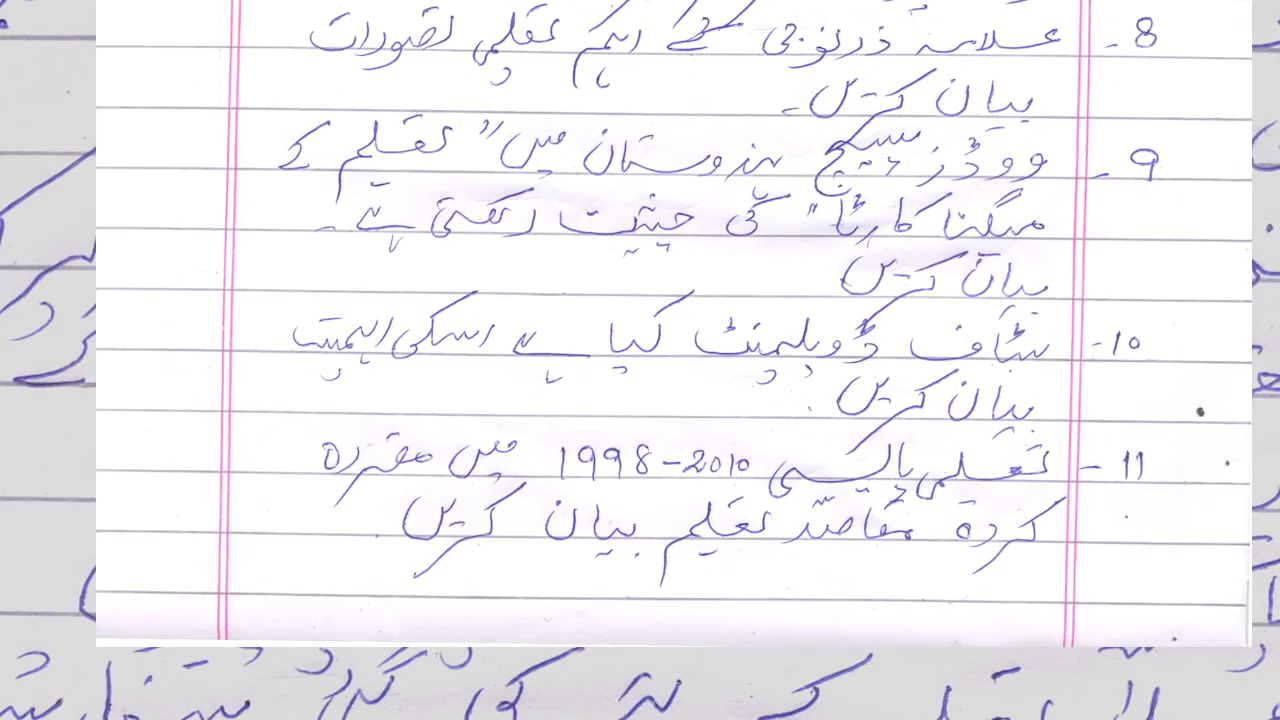 8- علامہ زرنوجی کے اہم تعلیمی تصورات
بیان کریں۔
9- ووڈز ڈسپیچ ہندوستان میں "تعلیم کے
میگنا کارٹا" کی حیثیت رکھتی ہے۔
بیان کریں
10- سٹاف ڈویلپمنٹ کیا ہے اسکی اہمیت
بیان کریں.
11- تعلیمی پالیسی 2010-1998 میں مقررہ
کردہ مقاصد تعلیم بیان کریں